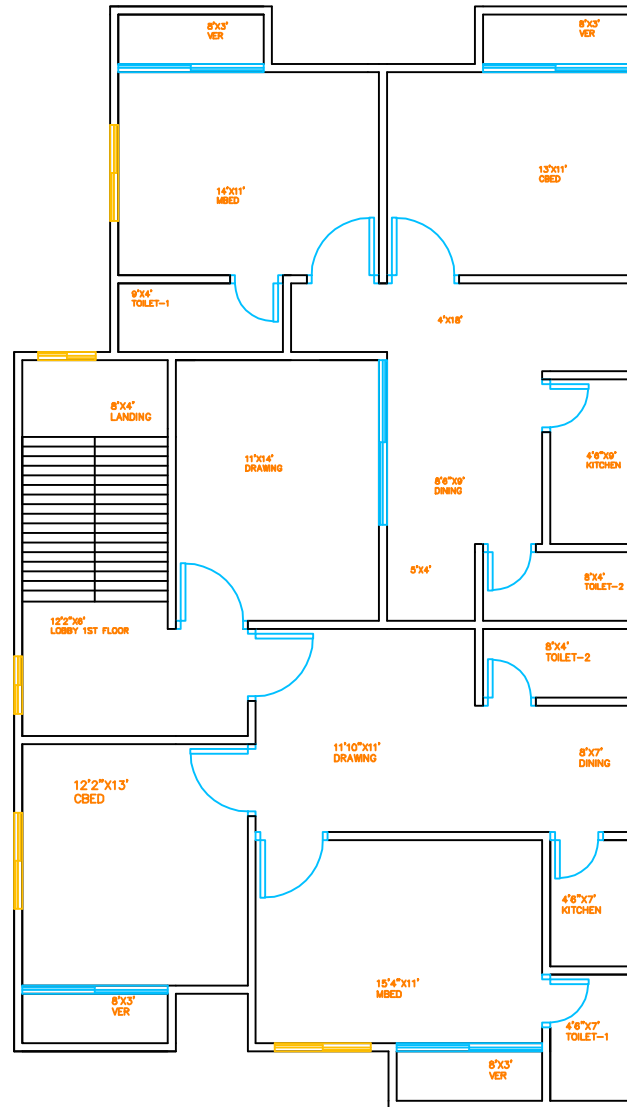 8'X3'
VER
8'X3'
VER
14'X11'
MBED
13'X11'
CBED
9'X4'
TOILET-1
4'X18'
8'X4'
LANDING
11'X14'
DRAWING
8'6"X9'
DINING
4'6"X9'
KITCHEN
5'X4'
8'X4'
TOILET-2
12'2"X6'
LOBBY 1ST FLOOR
8'X4'
TOILET-2
11'10"X11'
DRAWING
8'X7'
DINING
12'2"X13'
CBED
4'6"X7'
KITCHEN
15'4"X11'
MBED
8'X3'
VER
4'6"X7'
TOILET-1
8'X3'
VER